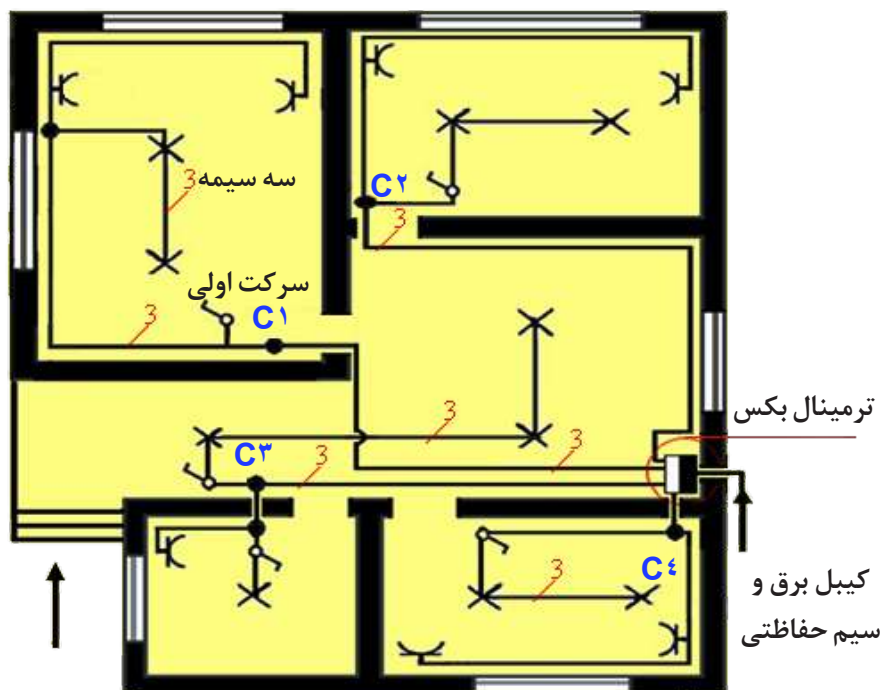 C۲
3 سه سیمه
3
سرکت اولی
C۱
3
ترمینال بکس
3
3
C۳
3
C٤
3
کیبل برق و
سیم حفاظتی